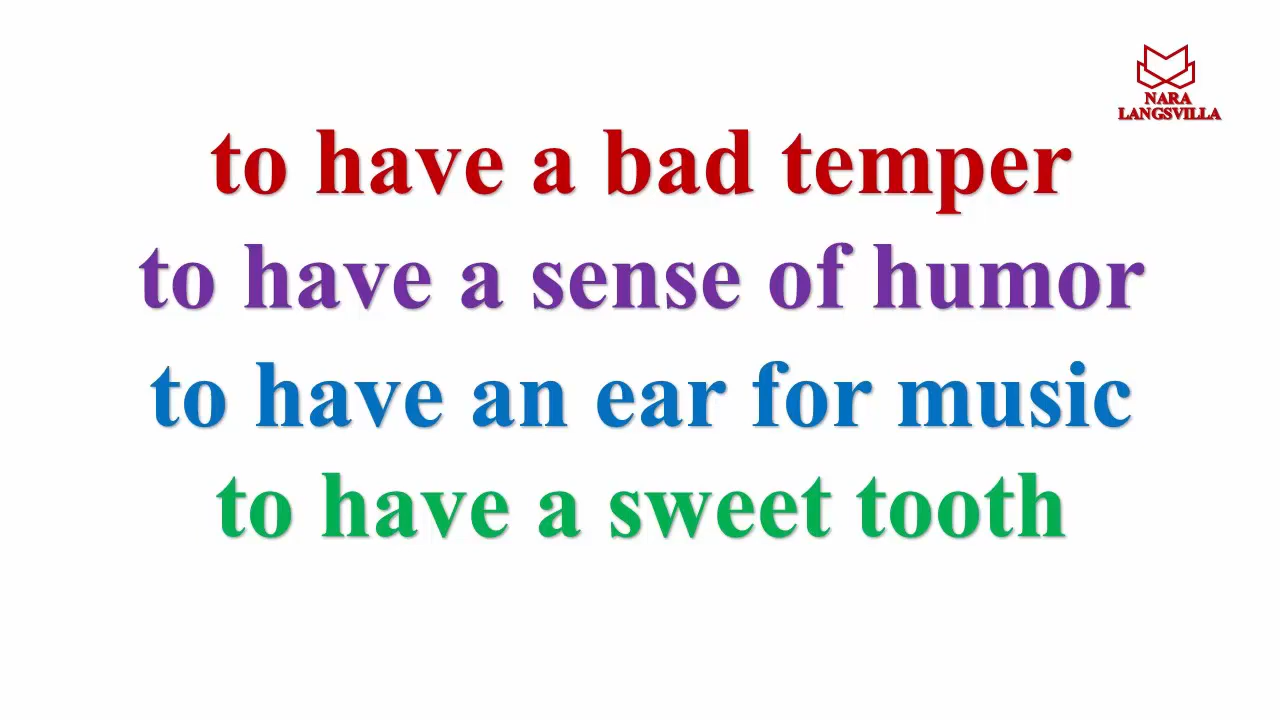 NARA
LANGSVILLA
to have a bad temper
to have a sense of humor
to have an ear for music
to have a sweet tooth